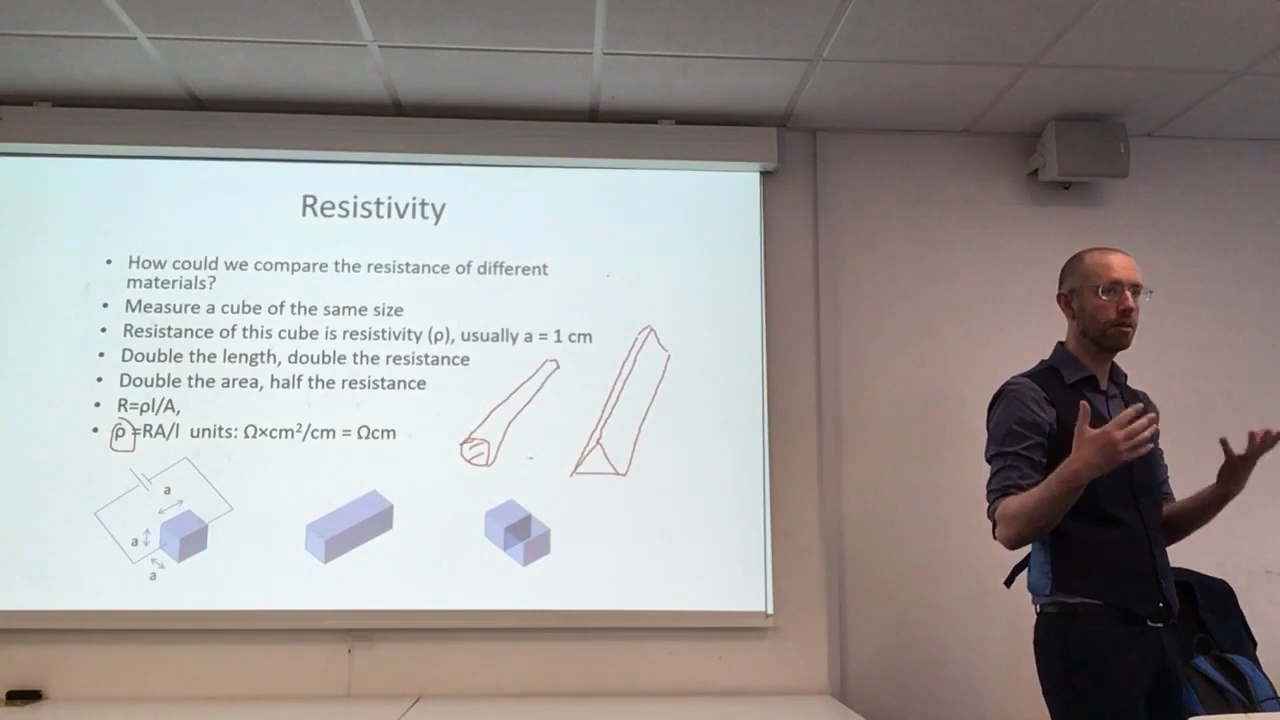 Resistivity
• How could we compare the resistance of different
materials?
• Measure a cube of the same size
• Resistance of this cube is resistivity (ρ), usually a = 1 cm
• Double the length, double the resistance
• Double the area, half the resistance
• R=ρl/A,
• ρ =RA/l units: Ω×cm²/cm = Ωcm
a
a
a